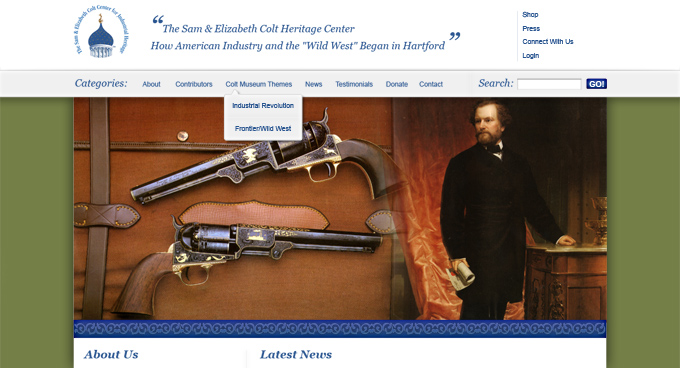 The Sam & Elizabeth Colt Center for Industrial Heritage
“The Sam & Elizabeth Colt Heritage Center
How American Industry and the "Wild West" Began in Hartford”
Shop
Press
Connect With Us
Login
Categories: About Contributors Colt Museum Themes News Testimonials Donate Contact Search: GO!
Industrial Revolution
Frontier/Wild West
About Us Latest News